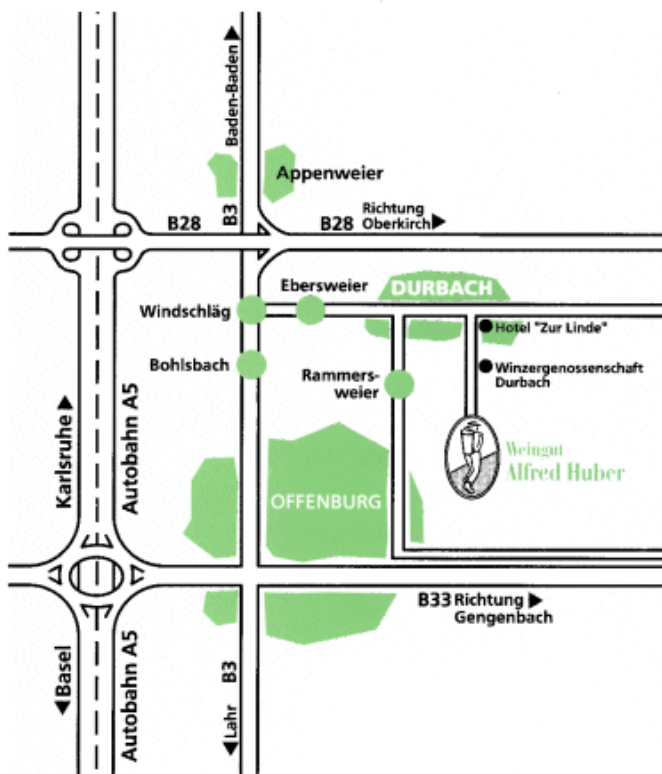 Baden-Baden
Appenweier
B3
B28
B28
Richtung
Oberkirch
Ebersweier
DURBACH
Windschläg
Hotel "Zur Linde"
Bohlsbach
Rammers-
weier
Winzergenossenschaft
Durbach
Karlsruhe
Autobahn A5
Weingut
Alfred Huber
OFFENBURG
B33 Richtung
Gengenbach
Basel
Autobahn A5
B3
Lahr